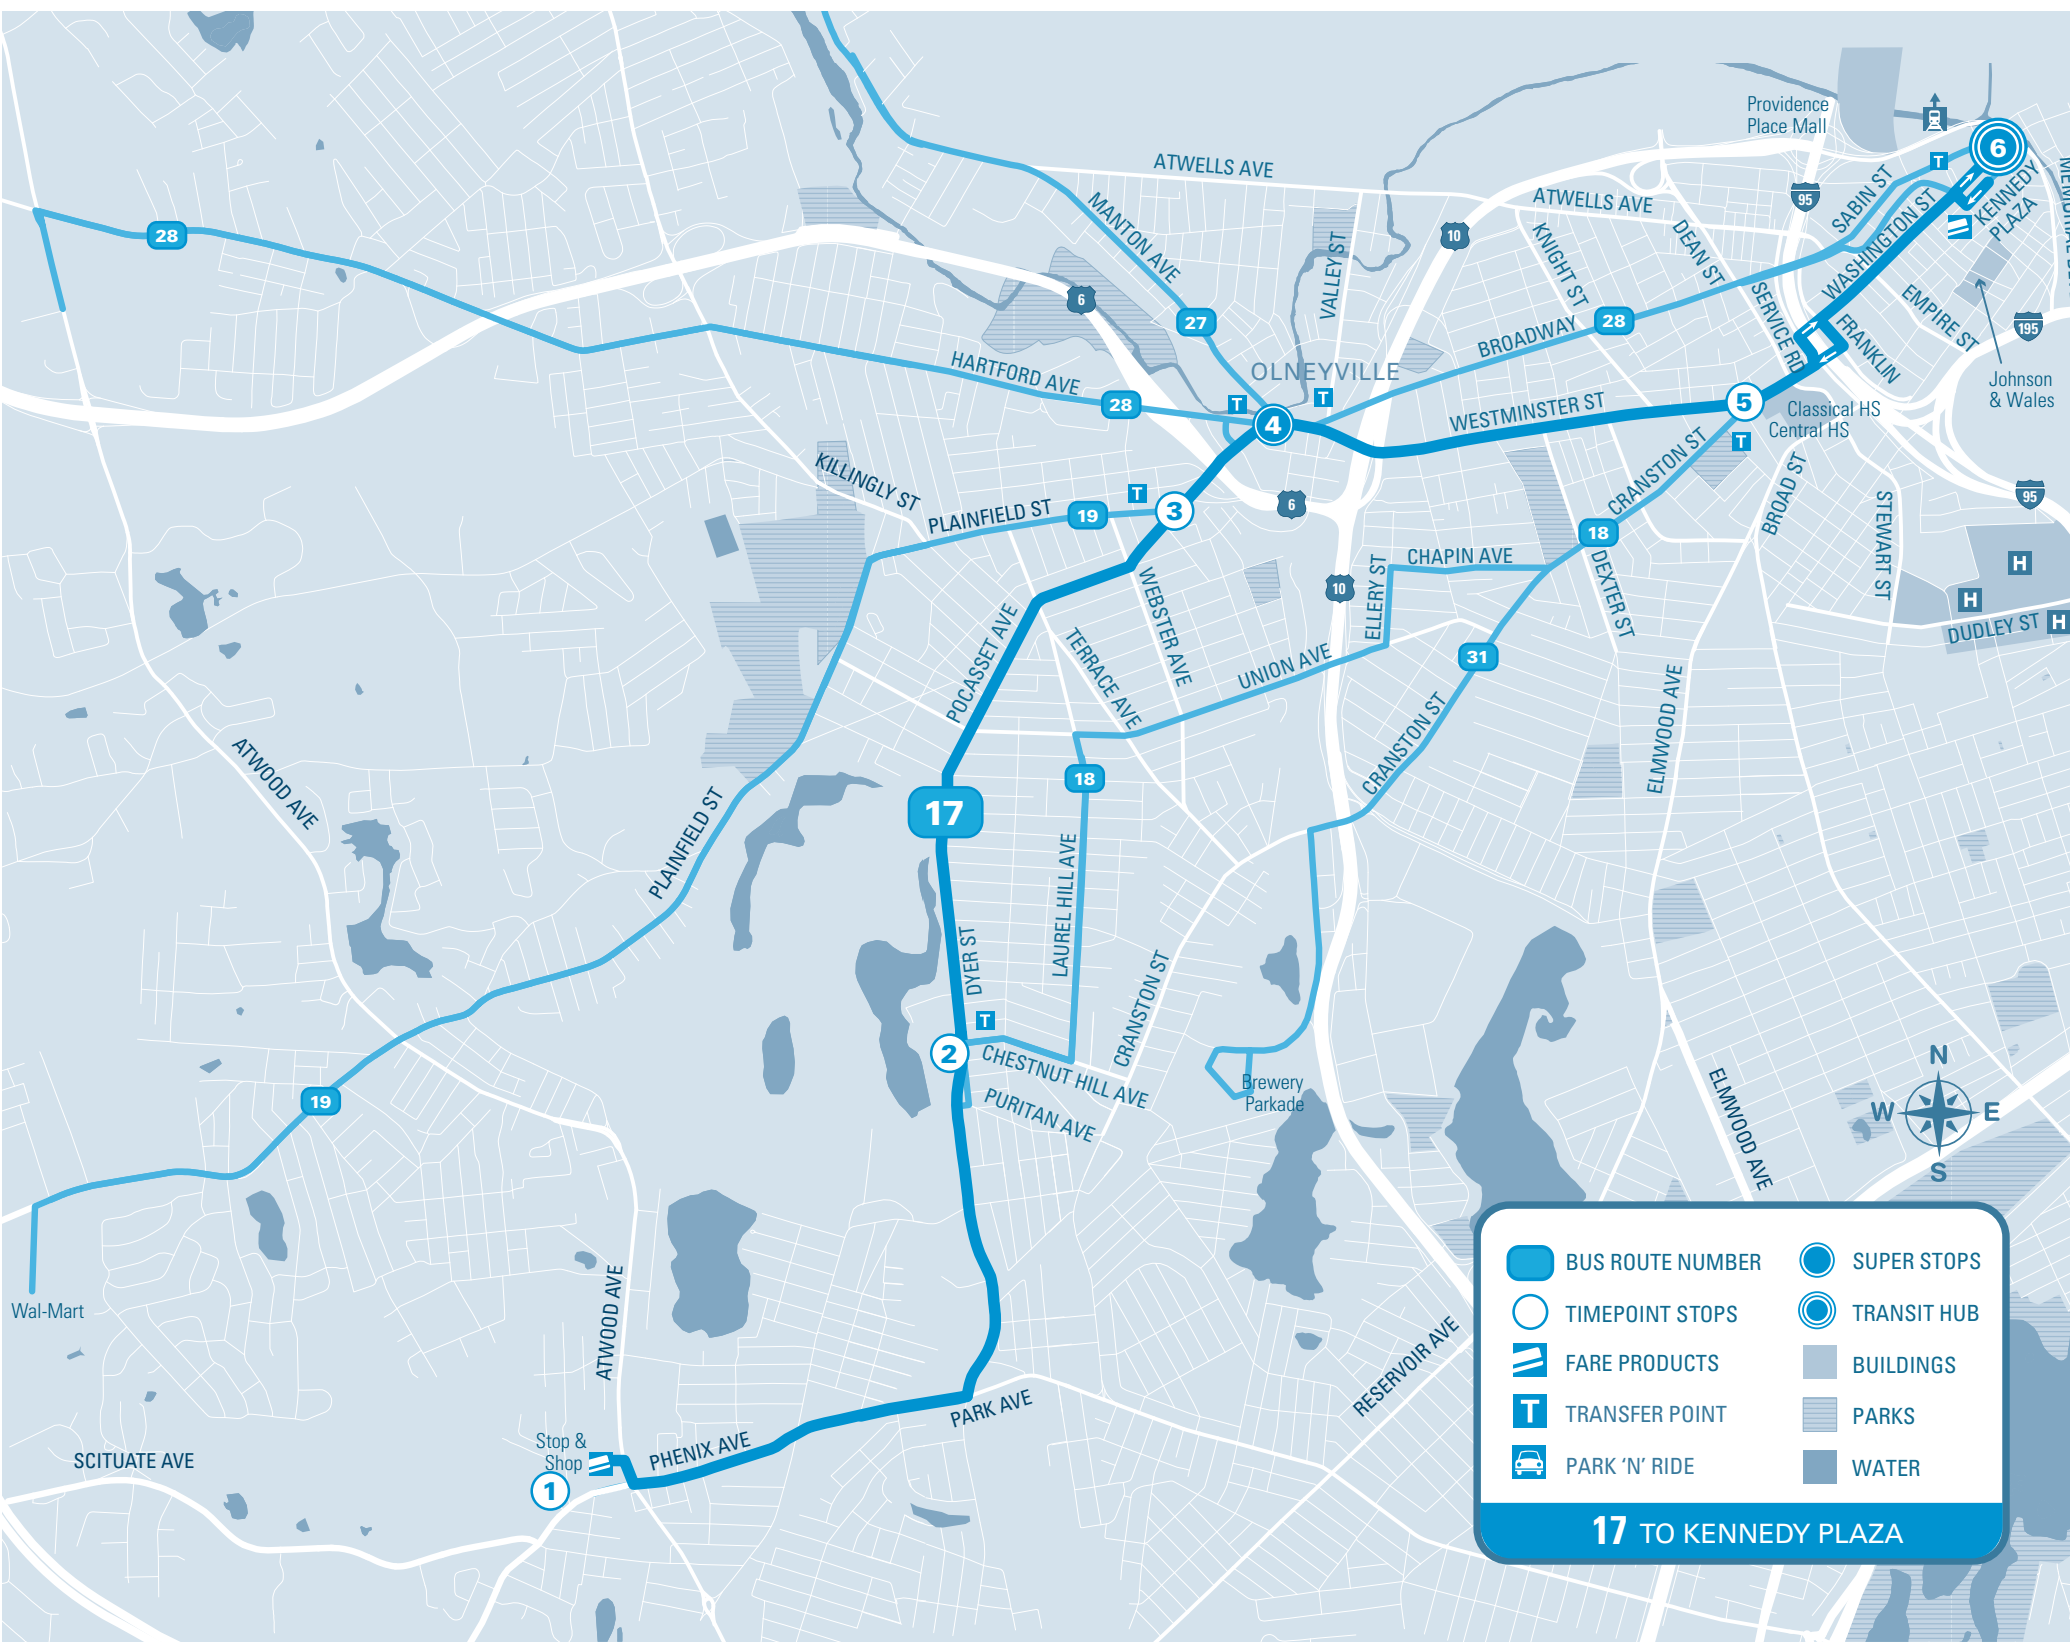 Providence
Place Mall
6
T
ATWELLS AVE
ATWELLS AVE
95
SABIN ST
KENNEDY
PLAZA
WASHINGTON ST
MANTON AVE
KNIGHT ST
DEAN ST
10
28
VALLEY ST
6
27
28
BROADWAY
SERVICE RD
FRANKLIN
EMPIRE ST
195
HARTFORD AVE
28
OLNEYVILLE
T
T
4
WESTMINSTER ST
5
Classical HS
Central HS
T
Johnson
& Wales
KILLINGLY ST
PLAINFIELD ST
19
T
3
6
CRANSTON ST
BROAD ST
STEWART ST
95
18
CHAPIN AVE
DEXTER ST
ELLERY ST
10
H
H
H
DUDLEY ST
POCASSET AVE
WEBSTER AVE
TERRACE AVE
UNION AVE
31
CRANSTON ST
ELMWOOD AVE
ATWOOD AVE
18
17
PLAINFIELD ST
LAUREL HILL AVE
DYER ST
CRANSTON ST
T
2
CHESTNUT HILL AVE
PURITAN AVE
Brewery
Parkade
19
ELMWOOD AVE
N
W
E
S
Wal-Mart
ATWOOD AVE
RESERVOIR AVE
PARK AVE
PHENIX AVE
Stop &
Shop
1
SCITUATE AVE
BUS ROUTE NUMBER
SUPER STOPS
TIMEPOINT STOPS
TRANSIT HUB
FARE PRODUCTS
BUILDINGS
T
TRANSFER POINT
PARKS
PARK ‘N’ RIDE
WATER
17 TO KENNEDY PLAZA